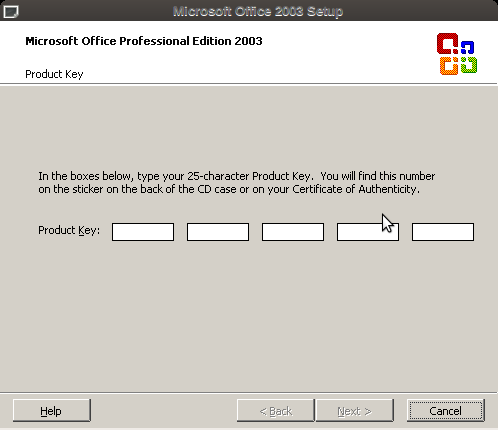 Microsoft Office 2003 Setup
Microsoft Office Professional Edition 2003
Product Key
In the boxes below, type your 25-character Product Key.  You will find this number
on the sticker on the back of the CD case or on your Certificate of Authenticity.
Product Key:
Help
< Back
Next >
Cancel